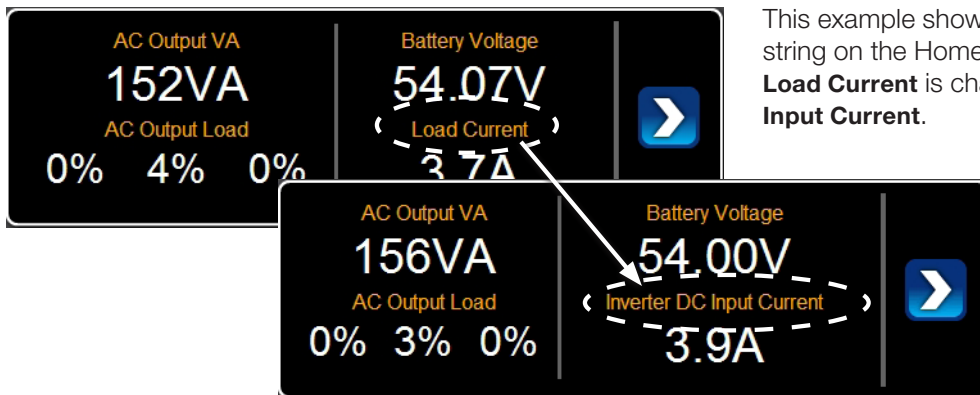 AC Output VA
152VA
AC Output Load
0% 4% 0%
Battery Voltage
54.07V
Load Current
3.7A
This example show
string on the Home
Load Current is cha
Input Current.
AC Output VA
156VA
AC Output Load
0% 3% 0%
Battery Voltage
54.00V
Inverter DC Input Current
3.9A